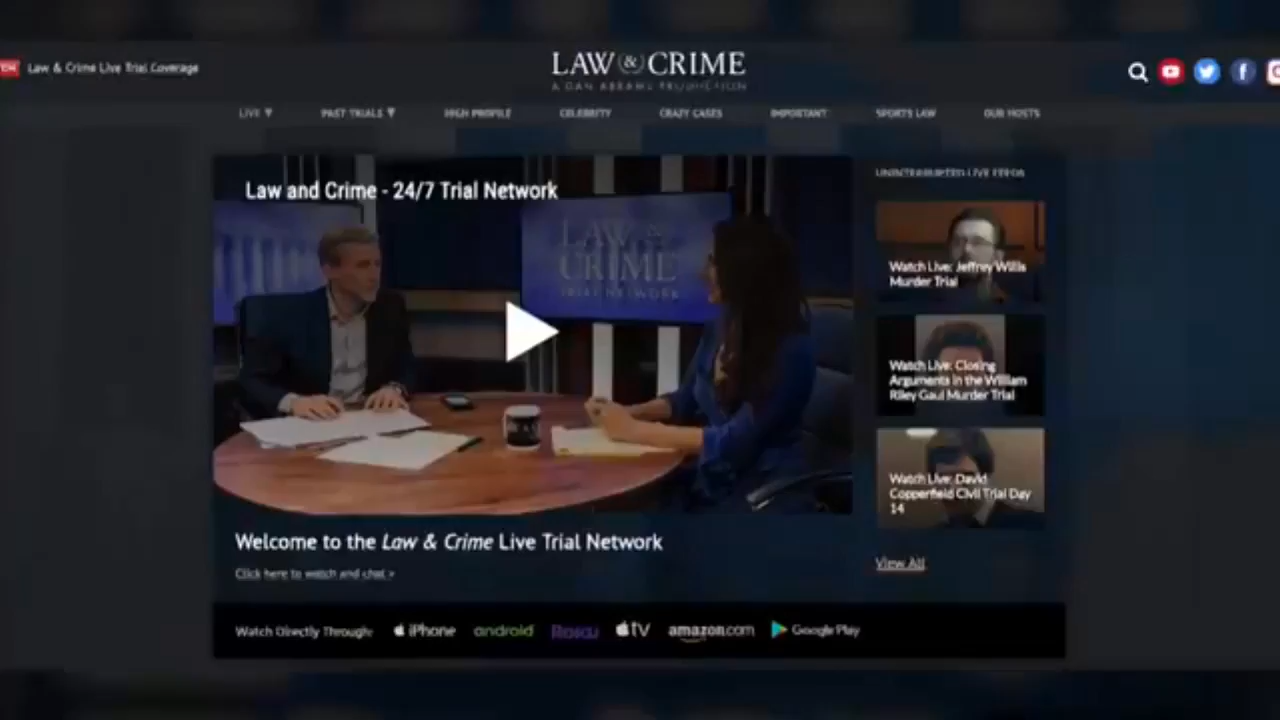 Law & Crime Live Trial Coverage
LAW & CRIME
A DAN ABRAMS PRODUCTION
LIVE ▼
PAST TRIALS ▼
HIGH PROFILE
CELEBRITY
CRAZY CASES
IMPORTANT
SPORTS LAW
OUR HOSTS
Law and Crime - 24/7 Trial Network
LAW &
CRIME
TRIAL NETWORK
UNINTERRUPTED LIVE FEEDS
Watch Live: Jeffrey Willis
Murder Trial
Watch Live: Closing
Arguments in the William
Riley Gaul Murder Trial
Watch Live: David
Copperfield Civil Trial Day
14
View All
Welcome to the Law & Crime Live Trial Network
Click here to watch and chat >
Watch Directly Through:
iPhone
android
Roku
tv
amazon.com
Google Play